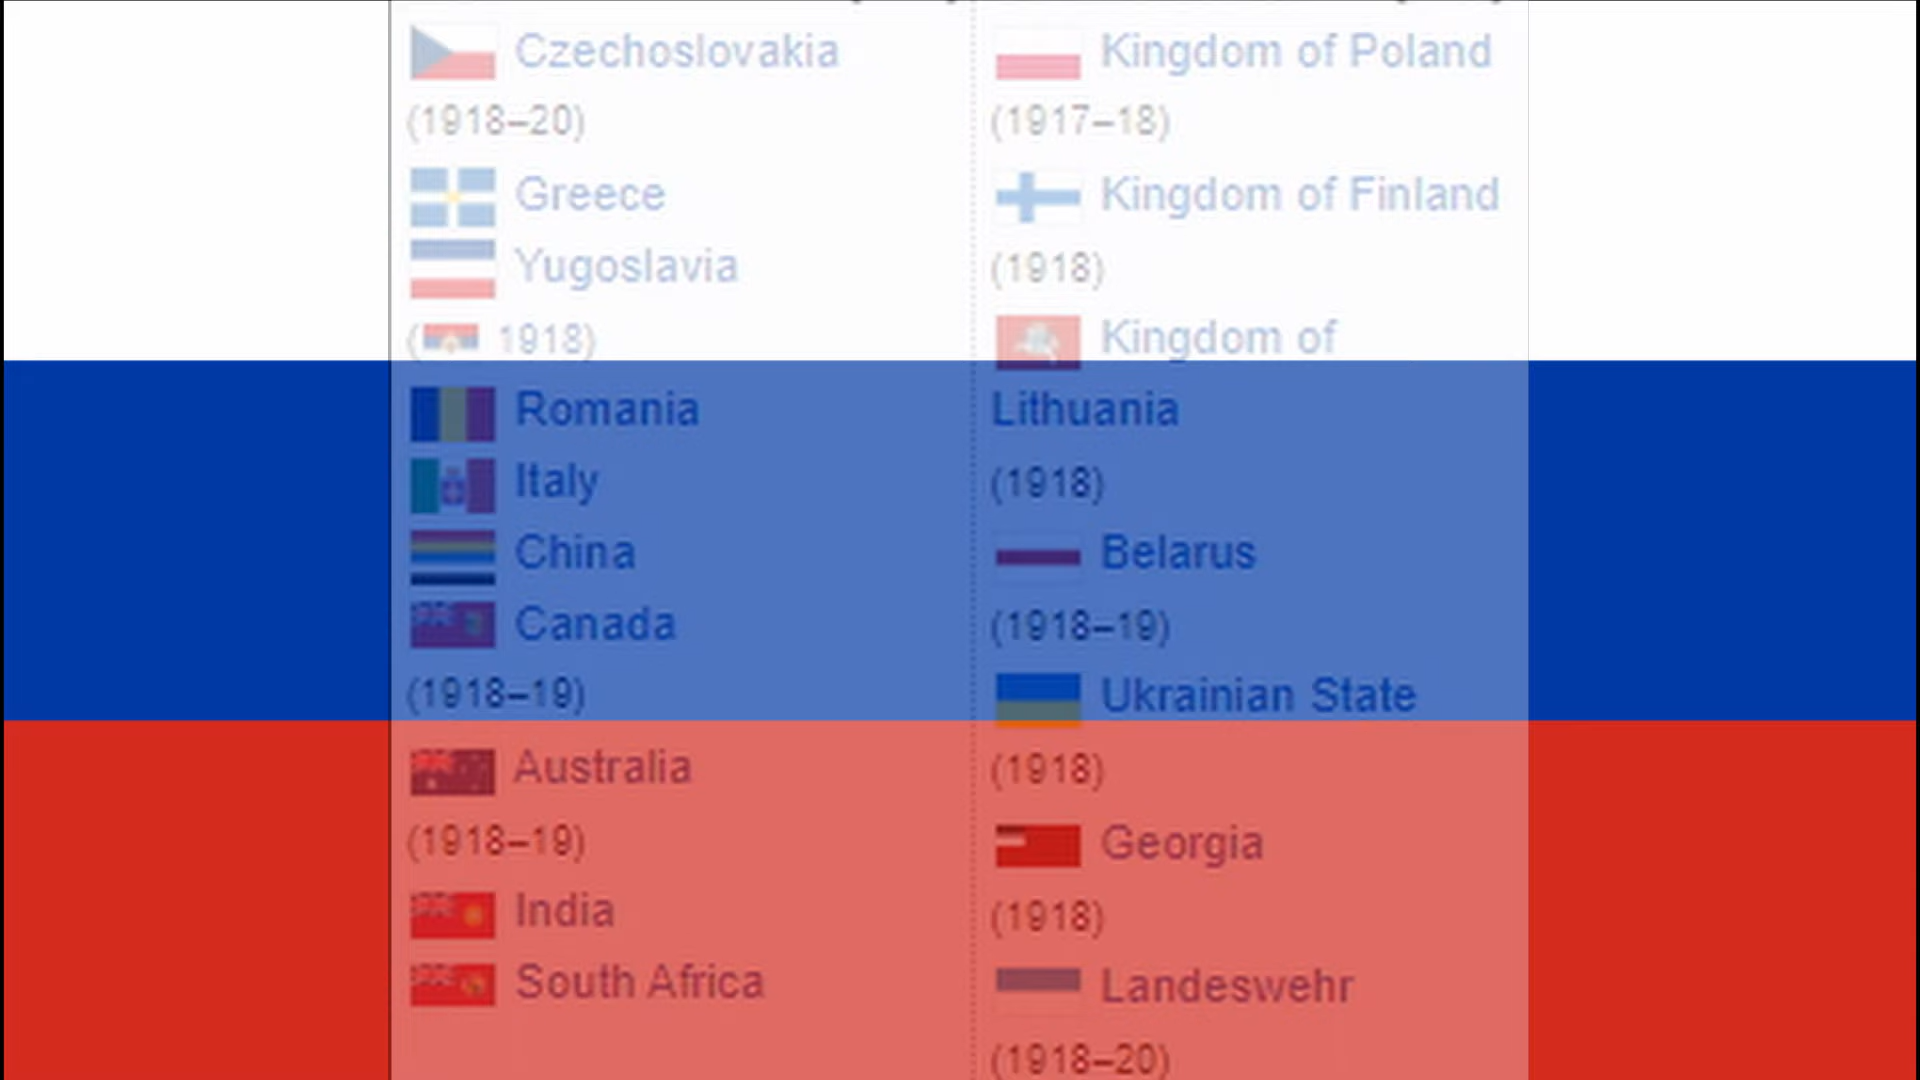 Czechoslovakia
(1918–20)
Greece
Yugoslavia
( 1918)
Romania
Italy
China
Canada
(1918–19)
Australia
(1918–19)
India
South Africa
Kingdom of Poland
(1917–18)
Kingdom of Finland
(1918)
Kingdom of
Lithuania
(1918)
Belarus
(1918–19)
Ukrainian State
(1918)
Georgia
(1918)
Landeswehr
(1918–20)